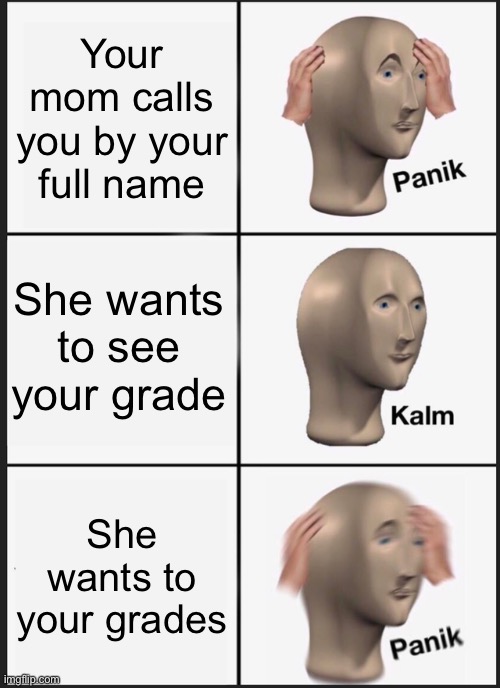 Your
mom calls
you by your
full name
Panik
She wants
to see
your grade
Kalm
She
wants to
your grades
Panik
imgflip.com